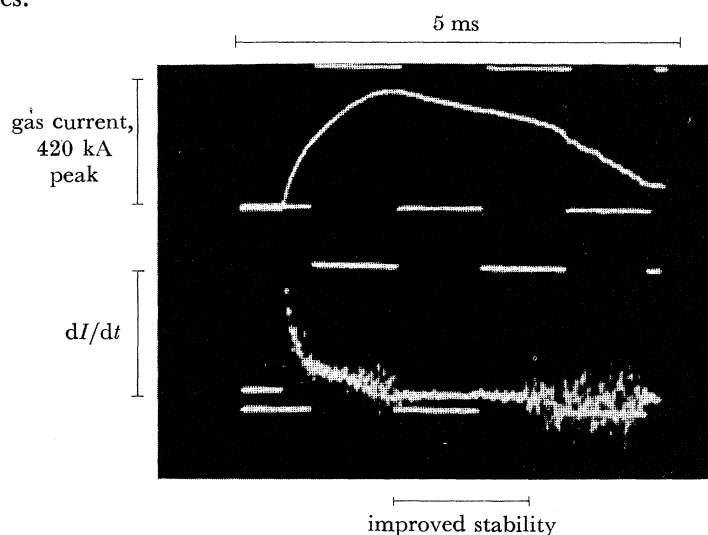 es.
5 ms
gas current,
420 kA
peak
dI/dt
improved stability